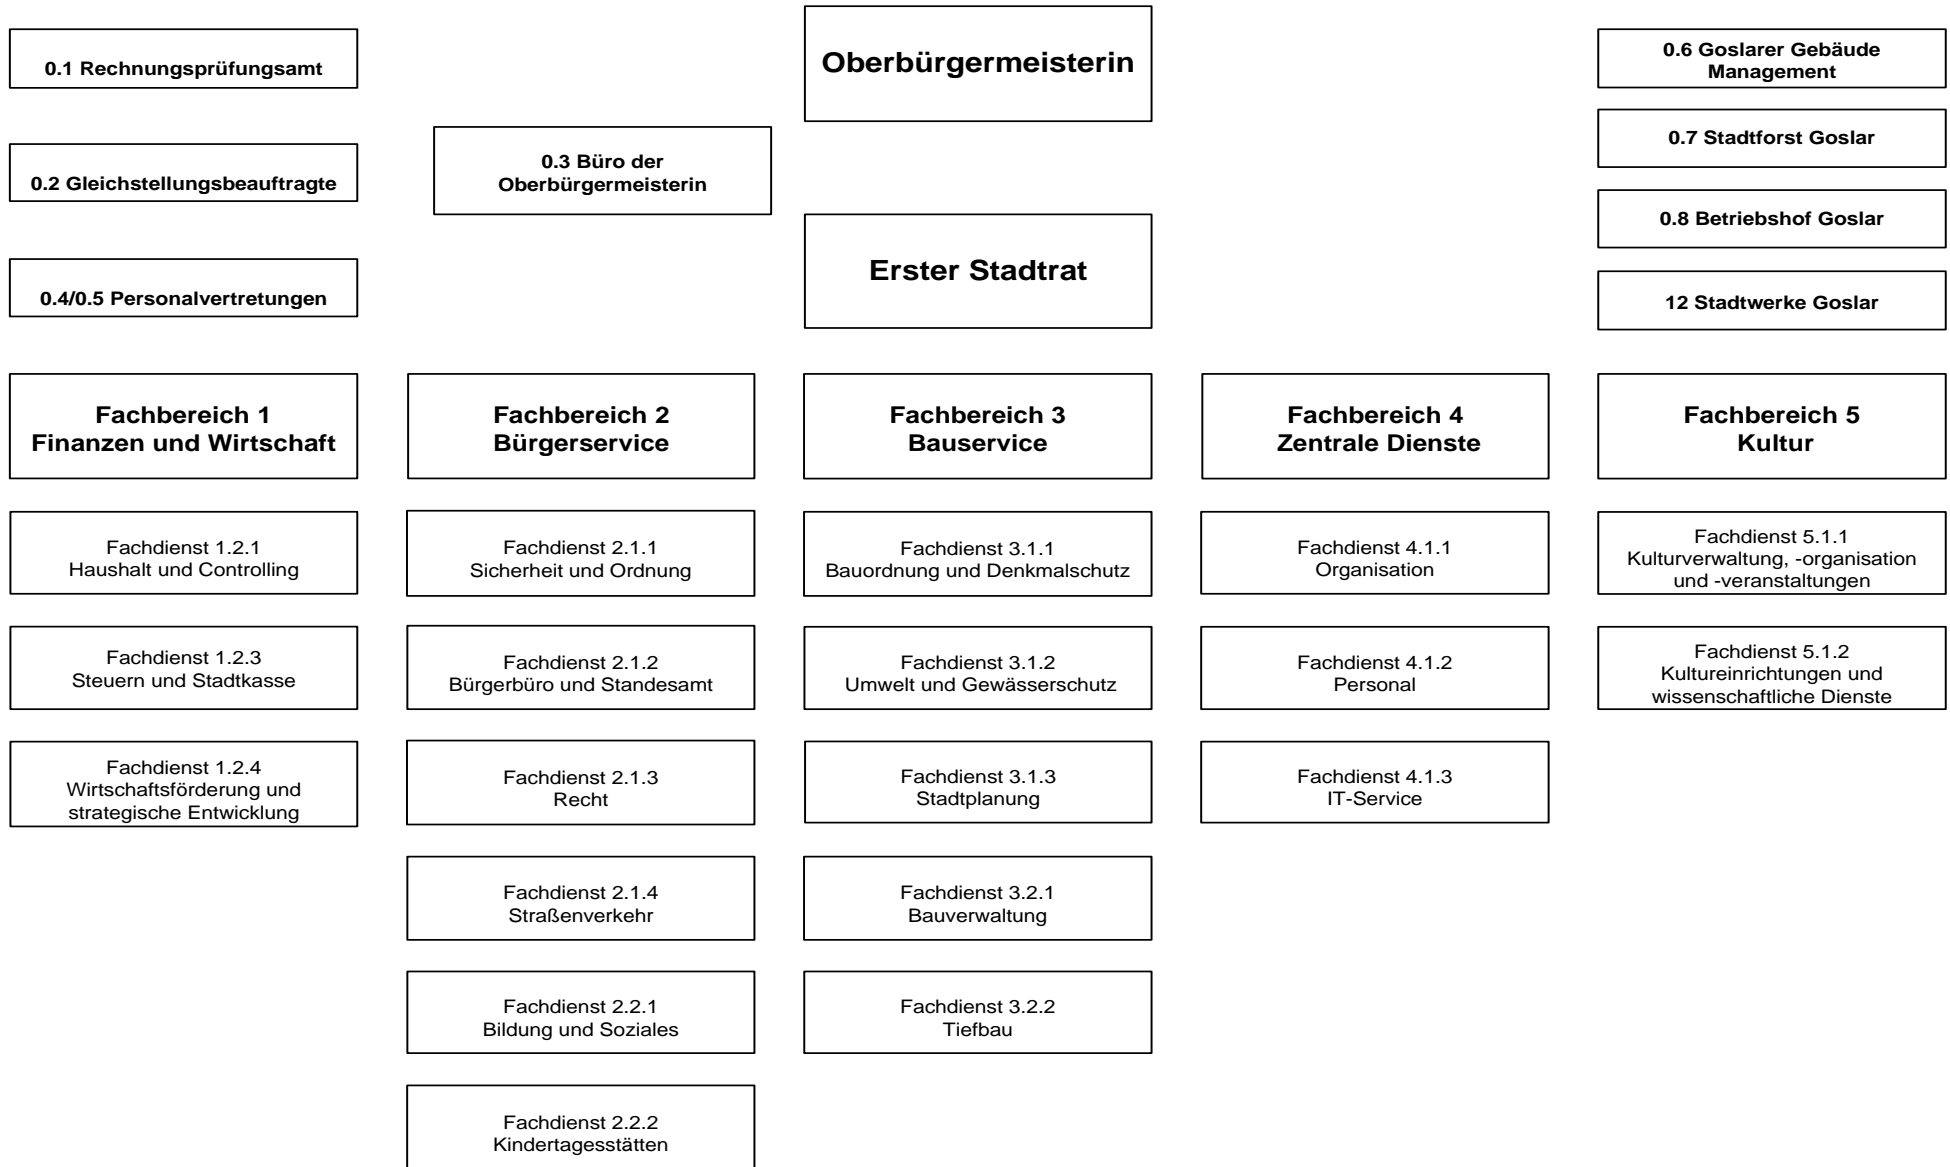 Oberbürgermeisterin
0.1 Rechnungsprüfungsamt
0.2 Gleichstellungsbeauftragte
0.4/0.5 Personalvertretungen
0.3 Büro der
Oberbürgermeisterin
Erster Stadtrat
0.6 Goslarer Gebäude
Management
0.7 Stadtforst Goslar
0.8 Betriebshof Goslar
12 Stadtwerke Goslar
Fachbereich 1
Finanzen und Wirtschaft
Fachdienst 1.2.1
Haushalt und Controlling
Fachdienst 1.2.3
Steuern und Stadtkasse
Fachdienst 1.2.4
Wirtschaftsförderung und
strategische Entwicklung
Fachbereich 2
Bürgerservice
Fachdienst 2.1.1
Sicherheit und Ordnung
Fachdienst 2.1.2
Bürgerbüro und Standesamt
Fachdienst 2.1.3
Recht
Fachdienst 2.1.4
Straßenverkehr
Fachdienst 2.2.1
Bildung und Soziales
Fachdienst 2.2.2
Kindertagesstätten
Fachbereich 3
Bauservice
Fachdienst 3.1.1
Bauordnung und Denkmalschutz
Fachdienst 3.1.2
Umwelt und Gewässerschutz
Fachdienst 3.1.3
Stadtplanung
Fachdienst 3.2.1
Bauverwaltung
Fachdienst 3.2.2
Tiefbau
Fachbereich 4
Zentrale Dienste
Fachdienst 4.1.1
Organisation
Fachdienst 4.1.2
Personal
Fachdienst 4.1.3
IT-Service
Fachbereich 5
Kultur
Fachdienst 5.1.1
Kulturverwaltung, -organisation
und -veranstaltungen
Fachdienst 5.1.2
Kultureinrichtungen und
wissenschaftliche Dienste